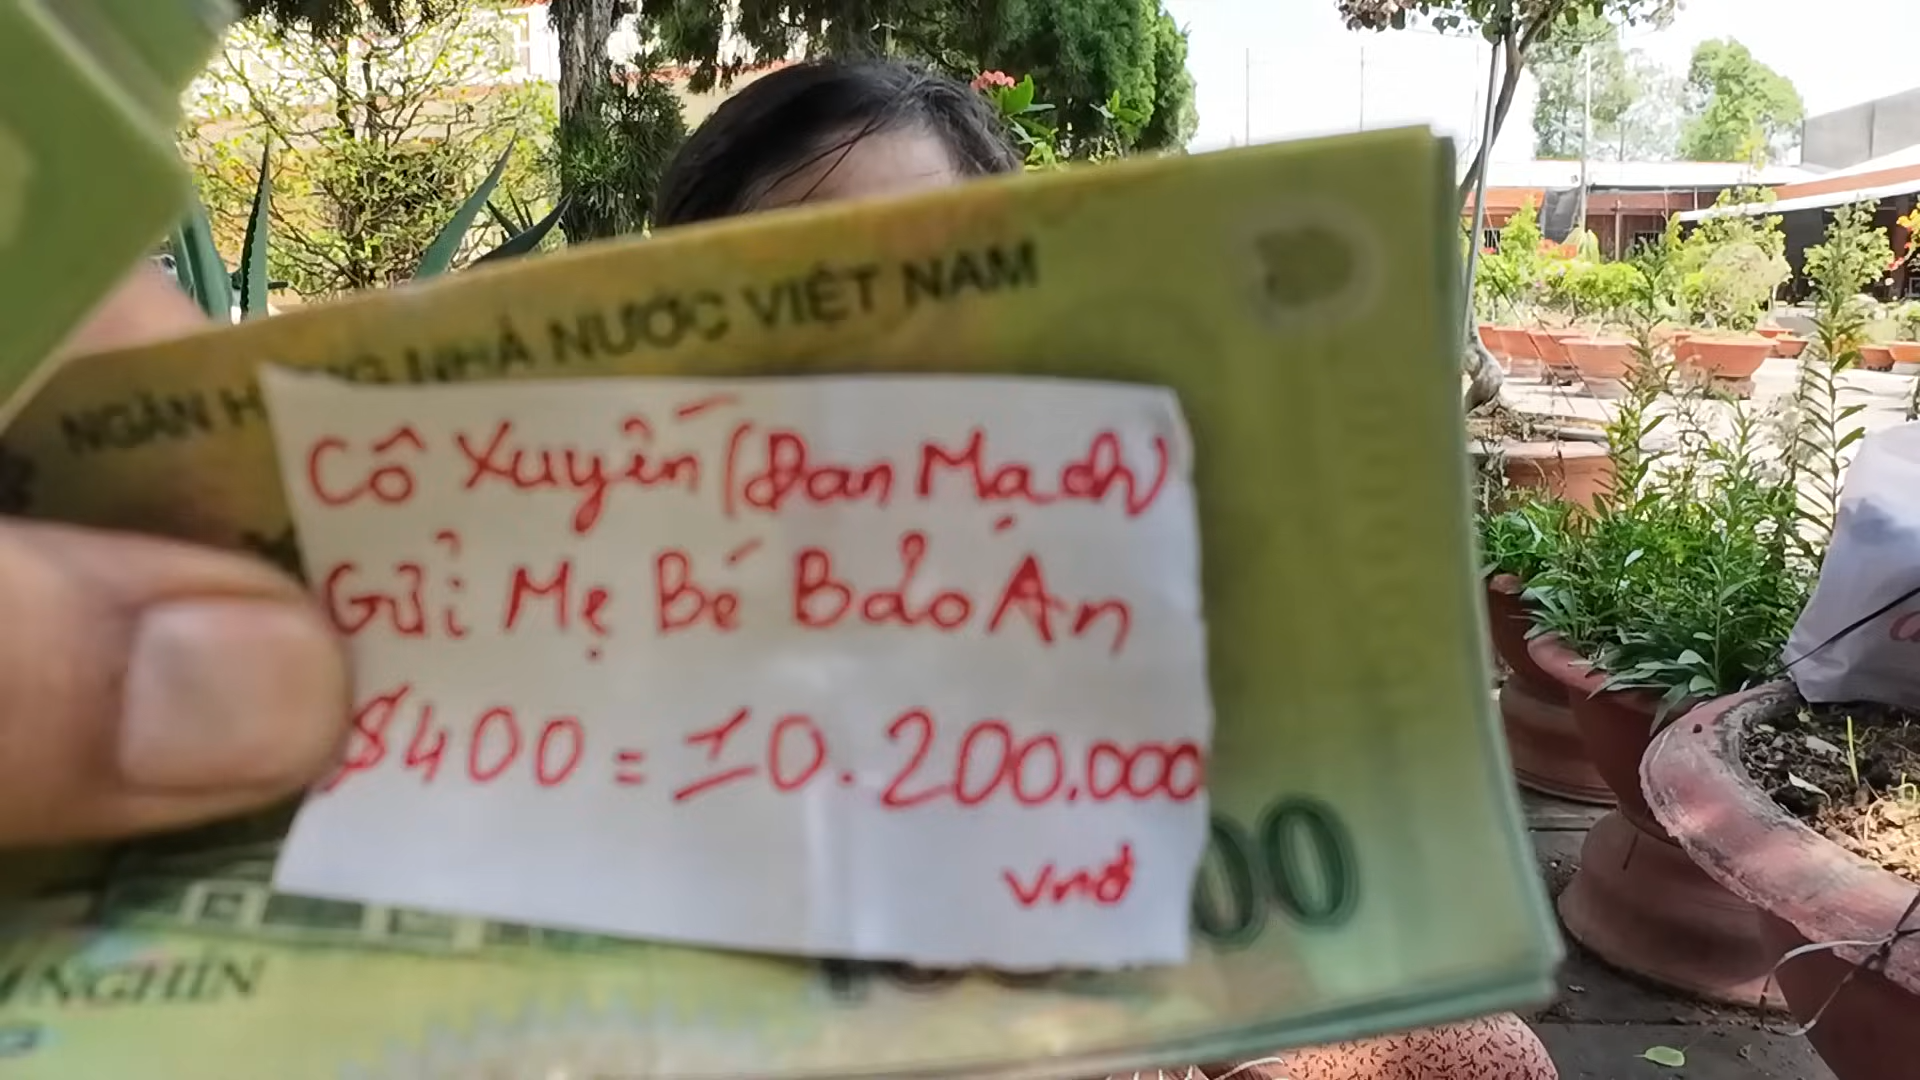 NGÂN HÀNG NHÀ NƯỚC VIỆT NAM
Cô Xuyến (Đan Mạch)
Gửi Mẹ Bé Bảo An
$400 = 10.200.000
vnđ
00
NGHÌN